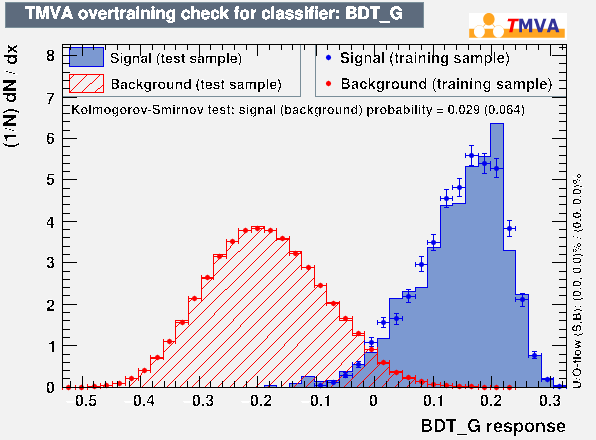 TMVA overtraining check for classifier: BDT_G
TMVA
Signal (test sample)
Background (test sample)
Signal (training sample)
Background (training sample)
Kolmogorov-Smirnov test: signal (background) probability = 0.029 (0.064)
(1/N) dN / dx
8
7
6
5
4
3
2
1
0
-0.5 -0.4 -0.3 -0.2 -0.1 0 0.1 0.2 0.3
BDT_G response
U/O-flow (S,B): (0.0, 0.0)% / (0.0, 0.0)%